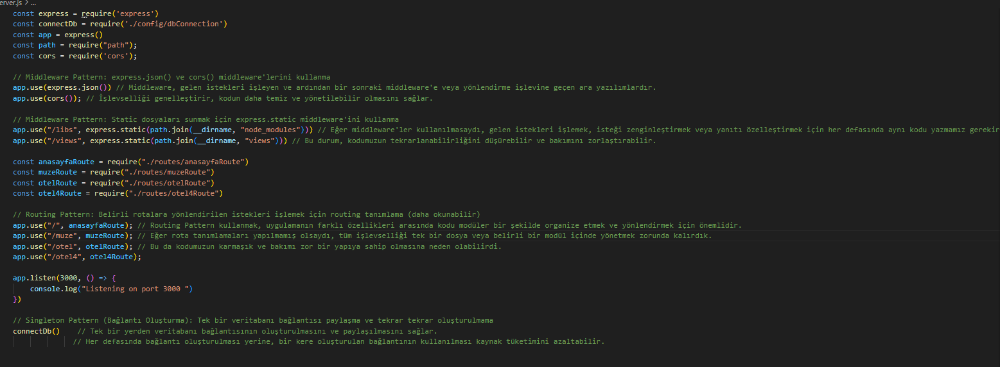 erver.js > ...
const express = require('express')
const connectDb = require('./config/dbConnection')
const app = express()
const path = require("path");
const cors = require('cors');
// Middleware Pattern: express.json() ve cors() middleware'lerini kullanma
app.use(express.json()) // Middleware, gelen istekleri işleyen ve ardından bir sonraki middleware'e veya yönlendirme işlevine geçen ara yazılımlardır.
app.use(cors()); // İşlevselliği genelleştirir, kodun daha temiz ve yönetilebilir olmasını sağlar.
// Middleware Pattern: Static dosyaları sunmak için express.static middleware'ini kullanma
app.use("/libs", express.static(path.join(__dirname, "node_modules"))) // Eğer middleware'ler kullanılmasaydı, gelen istekleri işlemek, isteği zenginleştirmek veya yanıtı özelleştirmek için her defasında aynı kodu yazmamız gerekir
app.use("/views", express.static(path.join(__dirname, "views"))) // Bu durum, kodumuzun tekrarlanabilirliğini düşürebilir ve bakımını zorlaştırabilir.
const anasayfaRoute = require("./routes/anasayfaRoute")
const muzeRoute = require("./routes/muzeRoute")
const otelRoute = require("./routes/otelRoute")
const otel4Route = require("./routes/otel4Route")
// Routing Pattern: Belirli rotalara yönlendirilen istekleri işlemek için routing tanımlama (daha okunabilir)
app.use("/", anasayfaRoute); // Routing Pattern kullanmak, uygulamanın farklı özellikleri arasında kodu modüler bir şekilde organize etmek ve yönlendirmek için önemlidir.
app.use("/muze", muzeRoute); // Eğer rota tanımlamaları yapılmamış olsaydı, tüm işlevselliği tek bir dosya veya belirli bir modül içinde yönetmek zorunda kalırdık.
app.use("/otel", otelRoute); // Bu da kodumuzun karmaşık ve bakımı zor bir yapıya sahip olmasına neden olabilirdi.
app.use("/otel4", otel4Route);
app.listen(3000, () => {
console.log("Listening on port 3000 ")
})
// Singleton Pattern (Bağlantı Oluşturma): Tek bir veritabanı bağlantısı paylaşma ve tekrar tekrar oluşturulmama
connectDb() // Tek bir yerden veritabanı bağlantısının oluşturulmasını ve paylaşılmasını sağlar.
// Her defasında bağlantı oluşturulması yerine, bir kere oluşturulan bağlantının kullanılması kaynak tüketimini azaltabilir.